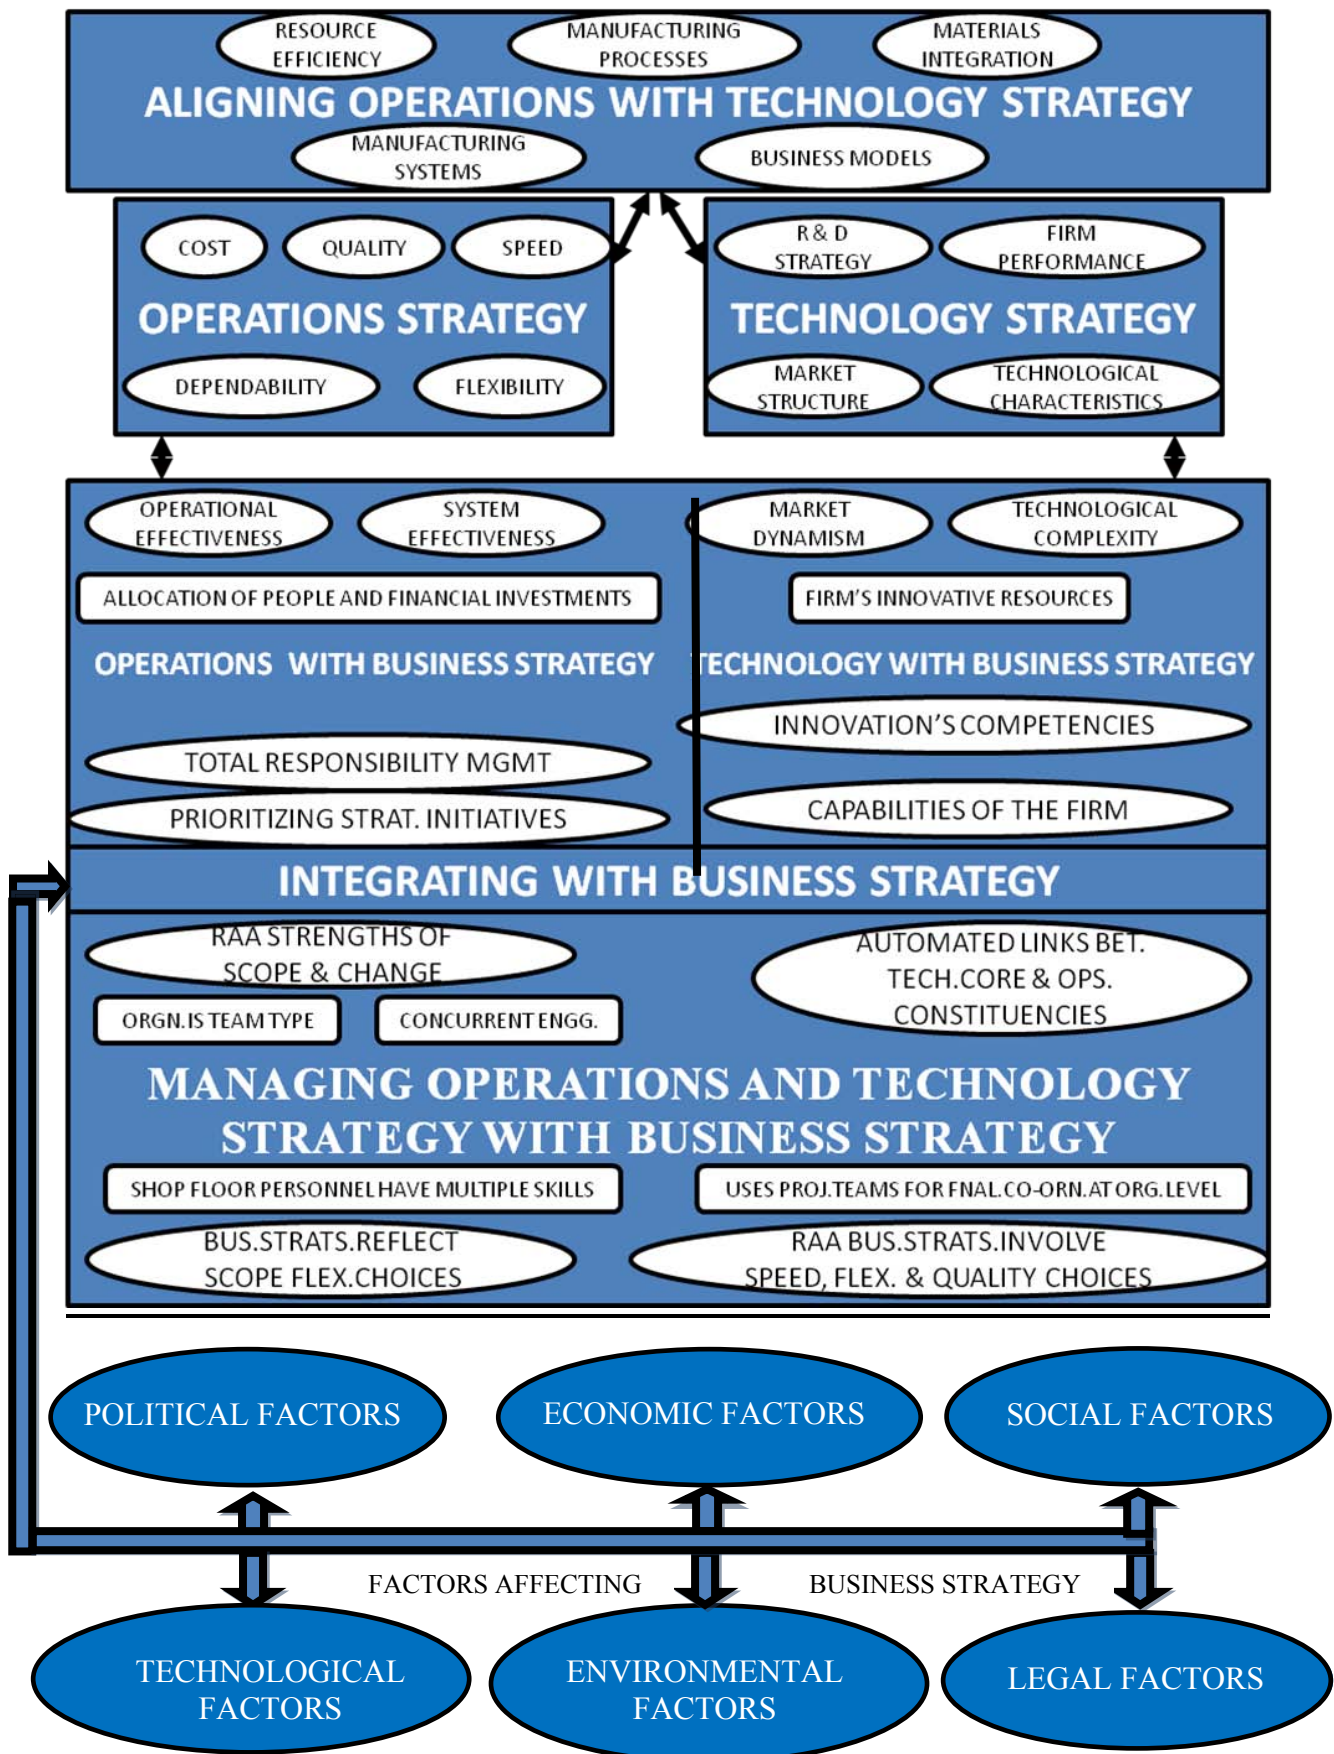 RESOURCE
EFFICIENCY
MANUFACTURING
PROCESSES
MATERIALS
INTEGRATION
ALIGNING OPERATIONS WITH TECHNOLOGY STRATEGY
MANUFACTURING
SYSTEMS
BUSINESS MODELS
COST
QUALITY
SPEED
OPERATIONS STRATEGY
DEPENDABILITY
FLEXIBILITY
R & D
STRATEGY
FIRM
PERFORMANCE
TECHNOLOGY STRATEGY
MARKET
STRUCTURE
TECHNOLOGICAL
CHARACTERISTICS
OPERATIONAL
EFFECTIVENESS
SYSTEM
EFFECTIVENESS
ALLOCATION OF PEOPLE AND FINANCIAL INVESTMENTS
OPERATIONS WITH BUSINESS STRATEGY
TOTAL RESPONSIBILITY MGMT
PRIORITIZING STRAT. INITIATIVES
MARKET
DYNAMISM
TECHNOLOGICAL
COMPLEXITY
FIRM'S INNOVATIVE RESOURCES
TECHNOLOGY WITH BUSINESS STRATEGY
INNOVATION'S COMPETENCIES
CAPABILITIES OF THE FIRM
INTEGRATING WITH BUSINESS STRATEGY
RAA STRENGTHS OF
SCOPE & CHANGE
AUTOMATED LINKS BET.
TECH.CORE & OPS.
CONSTITUENCIES
ORGN. IS TEAM TYPE
CONCURRENT ENGG.
MANAGING OPERATIONS AND TECHNOLOGY
STRATEGY WITH BUSINESS STRATEGY
SHOP FLOOR PERSONNEL HAVE MULTIPLE SKILLS
USES PROJ.TEAMS FOR FNAL.CO-ORN.AT ORG.LEVEL
BUS.STRATS.REFLECT
SCOPE FLEX.CHOICES
RAA BUS.STRATS.INVOLVE
SPEED, FLEX. & QUALITY CHOICES
POLITICAL FACTORS
ECONOMIC FACTORS
SOCIAL FACTORS
FACTORS AFFECTING BUSINESS STRATEGY
TECHNOLOGICAL
FACTORS
ENVIRONMENTAL
FACTORS
LEGAL FACTORS